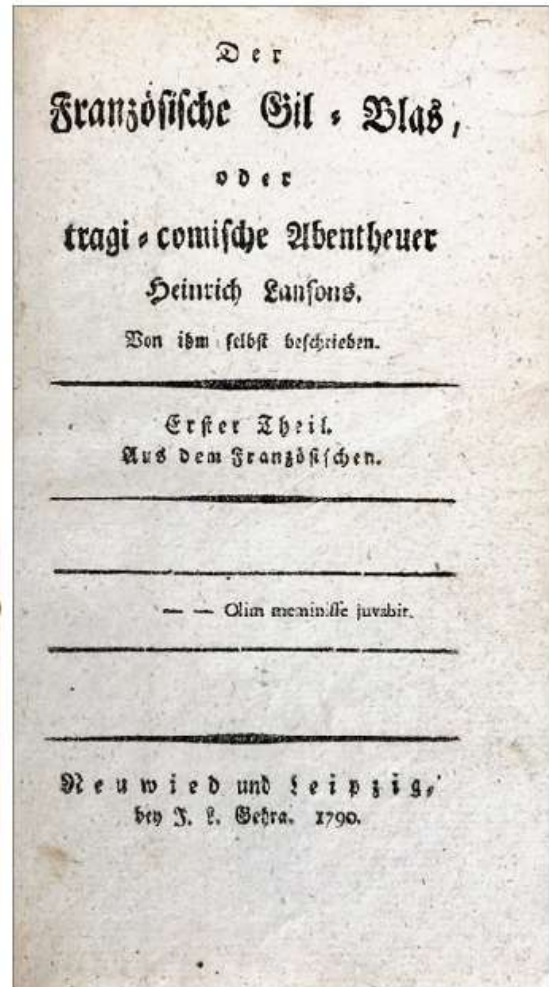 Der
Französische Gil-Blas,
oder
tragi-comische Abentheuer
Heinrich Lansons.
Von ihm selbst beschrieben.
Erster Theil.
Aus dem Französischen.
— — Olim meminisse juvabit.
Neuwied und Leipzig,
bey J. L. Gehra. 1790.